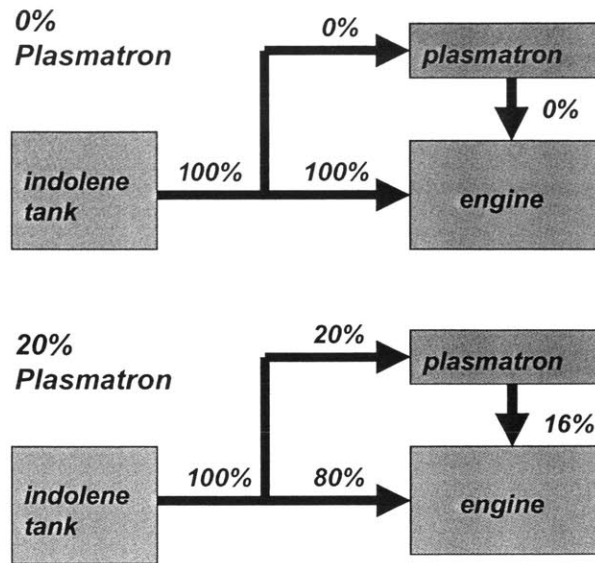 0%
Plasmatron
0%
plasmatron
0%
indolene
tank
100%
100%
engine
20%
Plasmatron
20%
plasmatron
16%
indolene
tank
100%
80%
engine